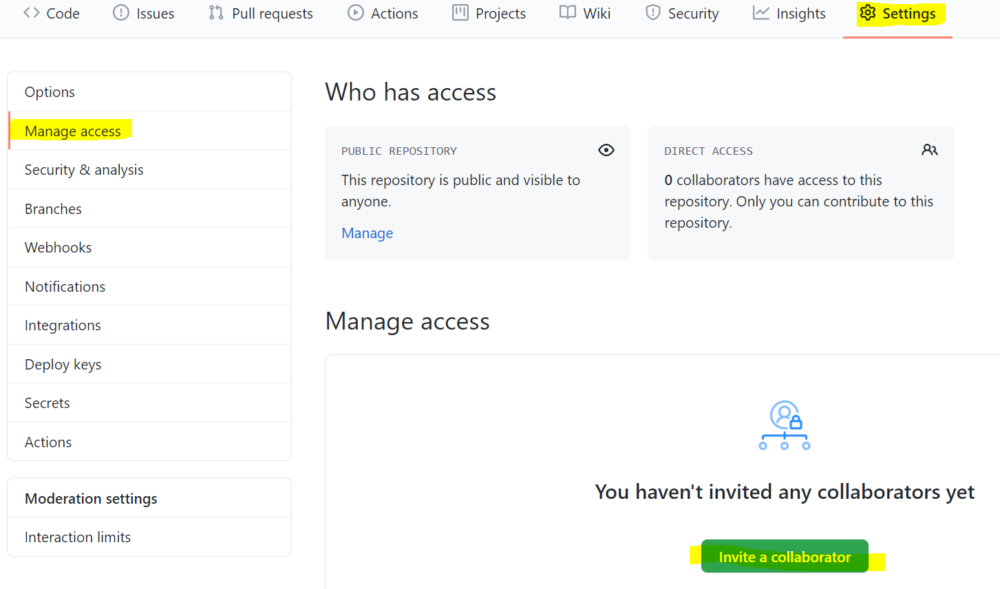 Code Issues Pull requests Actions Projects Wiki Security Insights Settings
Options
Manage access
Security & analysis
Branches
Webhooks
Notifications
Integrations
Deploy keys
Secrets
Actions
Moderation settings
Interaction limits
Who has access
PUBLIC REPOSITORY
This repository is public and visible to
anyone.
Manage
DIRECT ACCESS
0 collaborators have access to this
repository. Only you can contribute to this
repository.
Manage access
You haven't invited any collaborators yet
Invite a collaborator